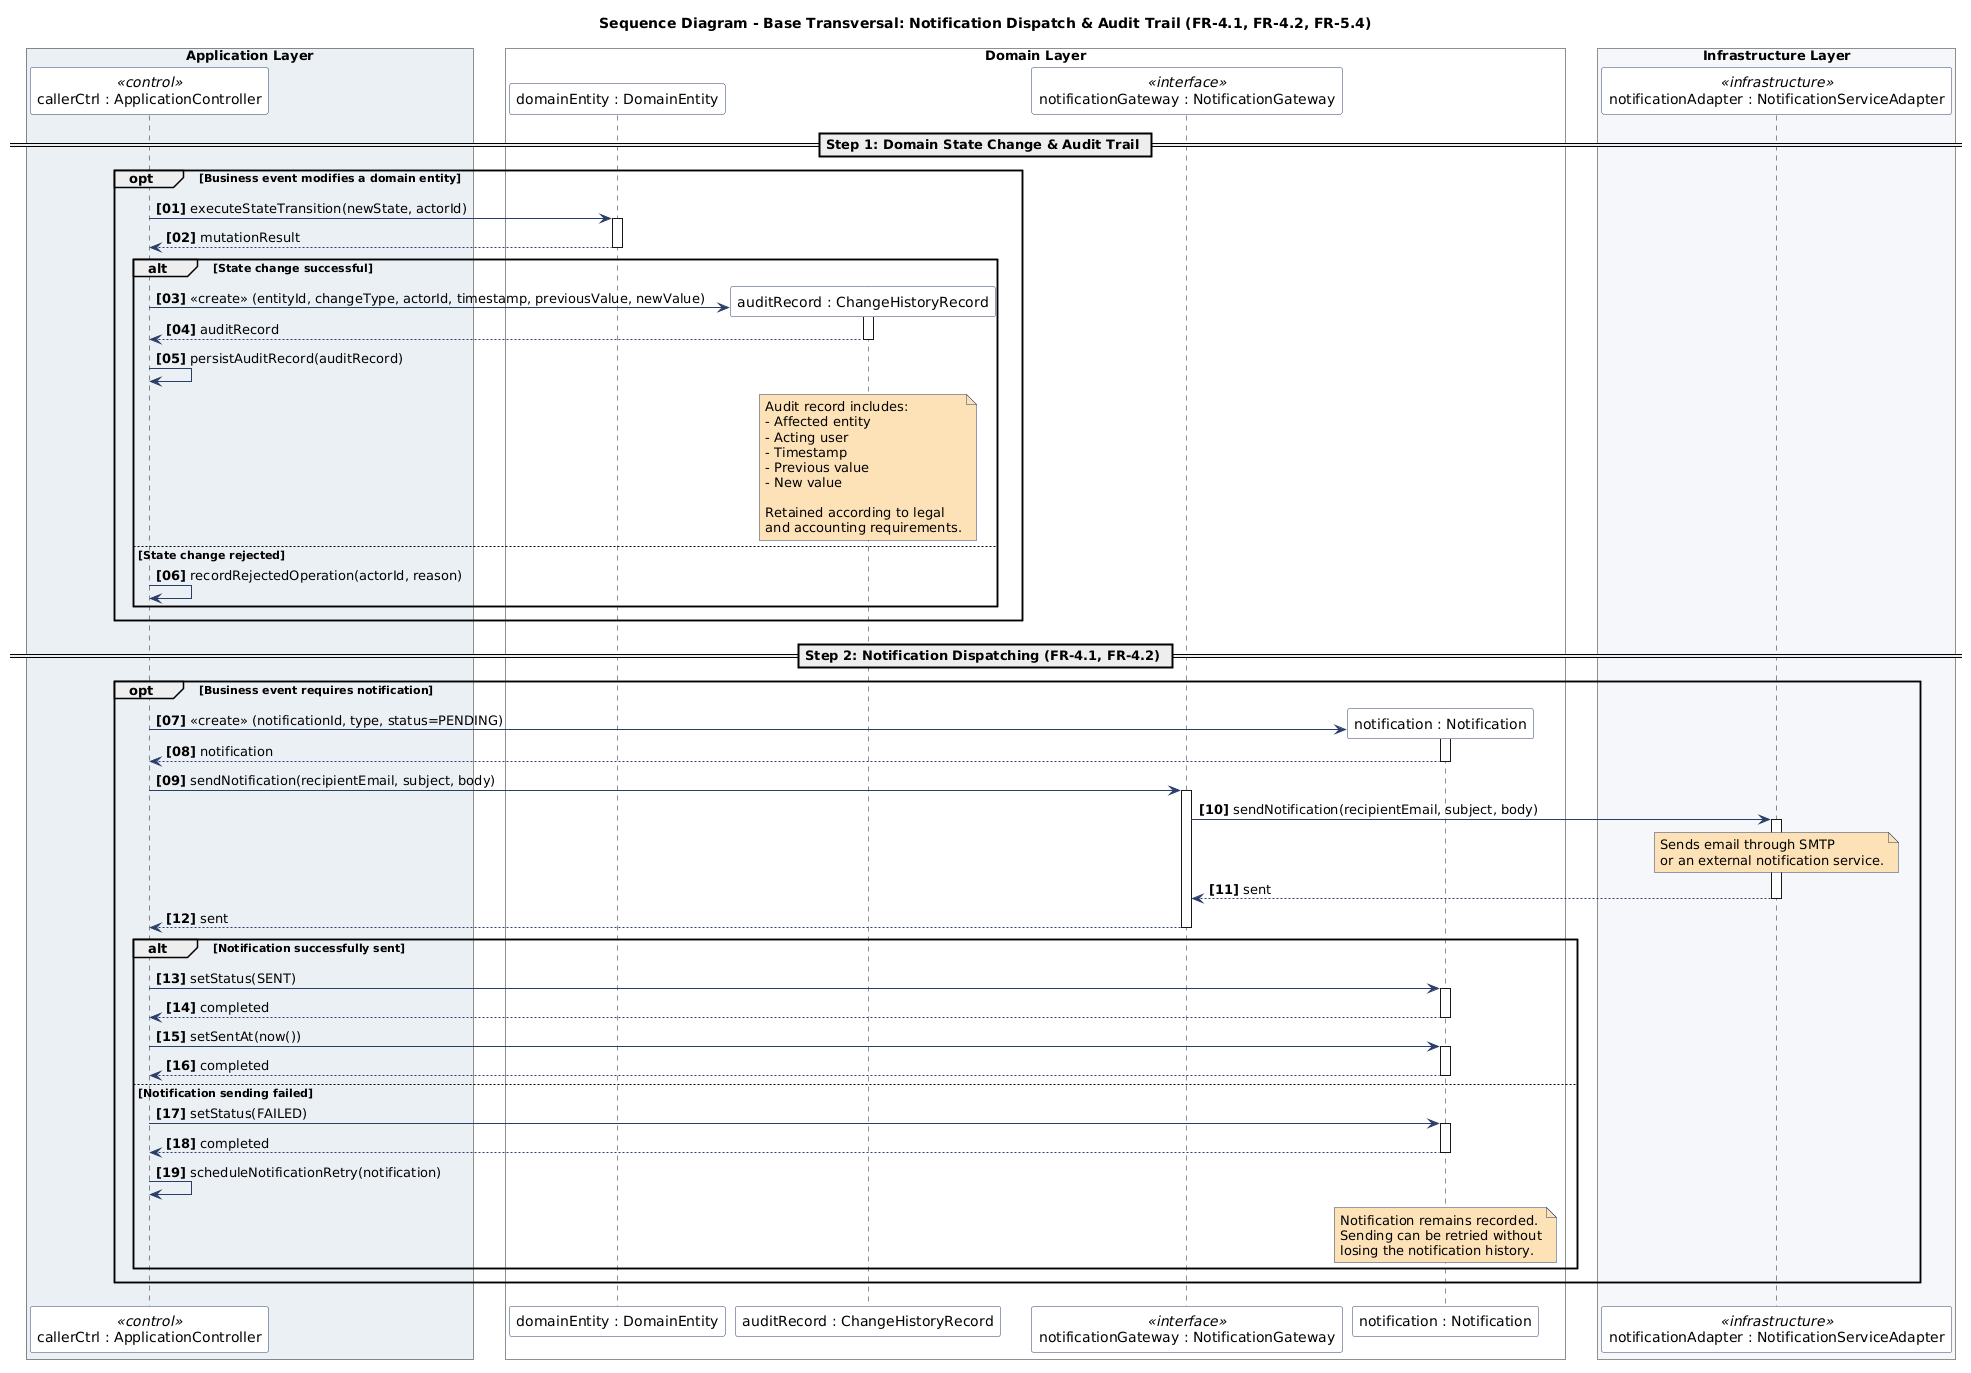 Sequence Diagram - Base Transversal: Notification Dispatch & Audit Trail (FR-4.1, FR-4.2, FR-5.4)
Application Layer
Domain Layer
Infrastructure Layer
«control»
callerCtrl : ApplicationController
domainEntity : DomainEntity
«interface»
notificationGateway : NotificationGateway
«infrastructure»
notificationAdapter : NotificationServiceAdapter
Step 1: Domain State Change & Audit Trail
opt [Business event modifies a domain entity]
[01] executeStateTransition(newState, actorId)
[02] mutationResult
alt [State change successful]
[03] «create» (entityId, changeType, actorId, timestamp, previousValue, newValue)
auditRecord : ChangeHistoryRecord
[04] auditRecord
[05] persistAuditRecord(auditRecord)
Audit record includes:
- Affected entity
- Acting user
- Timestamp
- Previous value
- New value
Retained according to legal
and accounting requirements.
[State change rejected]
[06] recordRejectedOperation(actorId, reason)
Step 2: Notification Dispatching (FR-4.1, FR-4.2)
opt [Business event requires notification]
[07] «create» (notificationId, type, status=PENDING)
notification : Notification
[08] notification
[09] sendNotification(recipientEmail, subject, body)
[10] sendNotification(recipientEmail, subject, body)
Sends email through SMTP
or an external notification service.
[11] sent
[12] sent
alt [Notification successfully sent]
[13] setStatus(SENT)
[14] completed
[15] setSentAt(now())
[16] completed
[Notification sending failed]
[17] setStatus(FAILED)
[18] completed
[19] scheduleNotificationRetry(notification)
Notification remains recorded.
Sending can be retried without
losing the notification history.
«control»
callerCtrl : ApplicationController
domainEntity : DomainEntity
auditRecord : ChangeHistoryRecord
«interface»
notificationGateway : NotificationGateway
notification : Notification
«infrastructure»
notificationAdapter : NotificationServiceAdapter